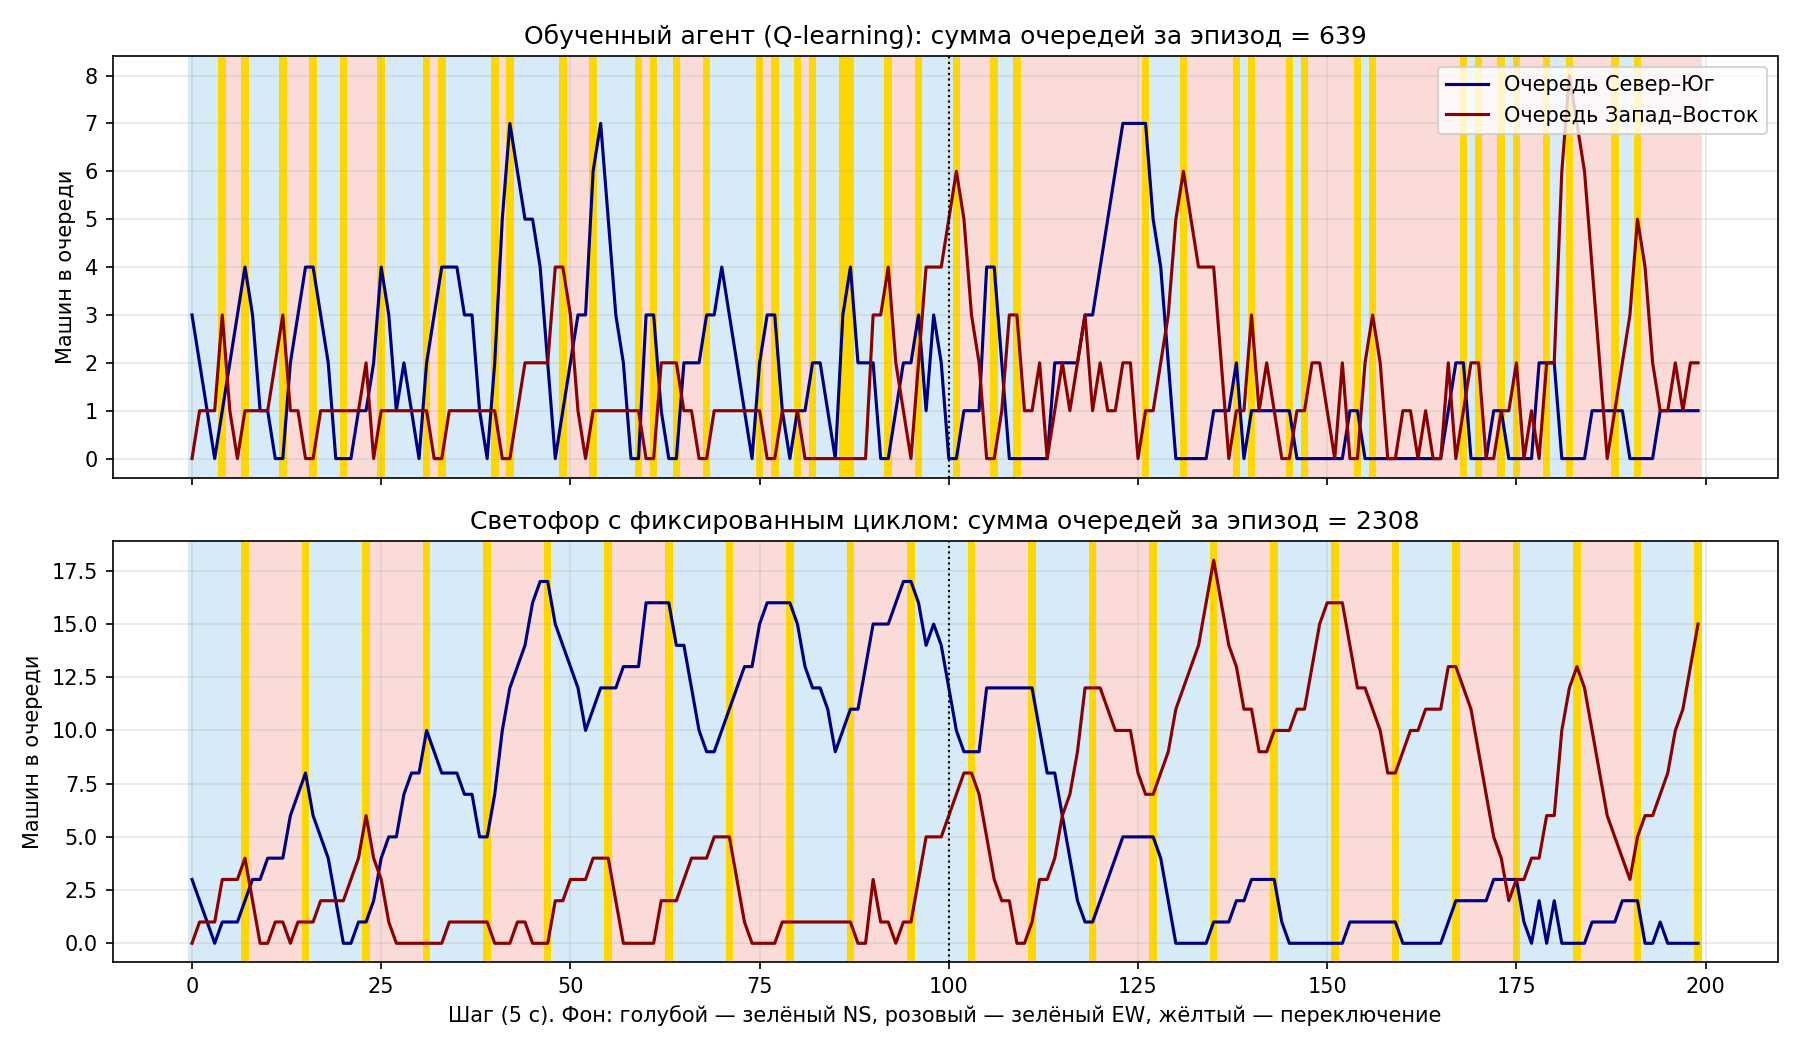 Обученный агент (Q-learning): сумма очередей за эпизод = 639
Машин в очереди
8
7
6
5
4
3
2
1
0
Очередь Север–Юг
Очередь Запад–Восток
Светофор с фиксированным циклом: сумма очередей за эпизод = 2308
Машин в очереди
17.5
15.0
12.5
10.0
7.5
5.0
2.5
0.0
0 25 50 75 100 125 150 175 200
Шаг (5 с). Фон: голубой — зелёный NS, розовый — зелёный EW, жёлтый — переключение